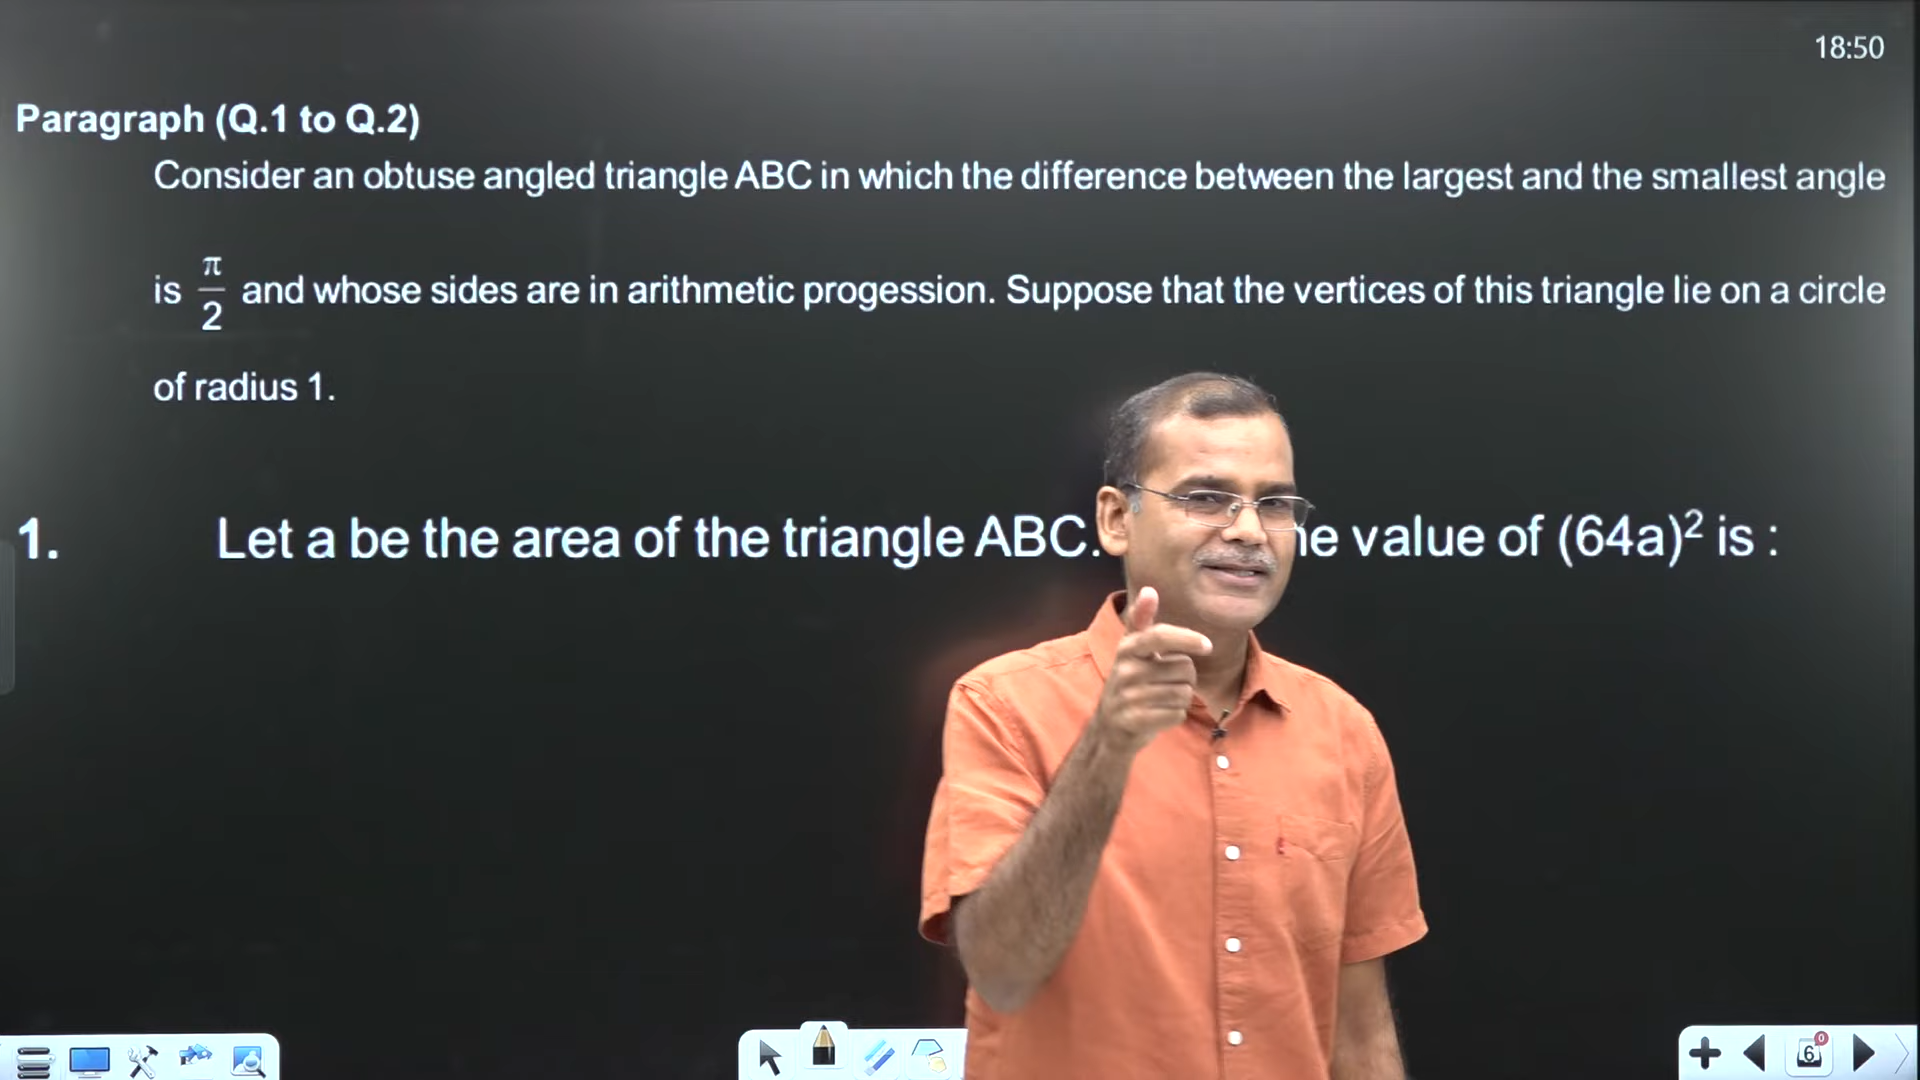 18:50
Paragraph (Q.1 to Q.2)
Consider an obtuse angled triangle ABC in which the difference between the largest and the smallest angle
is π/2 and whose sides are in arithmetic progession. Suppose that the vertices of this triangle lie on a circle
of radius 1.
1. Let a be the area of the triangle ABC. he value of (64a)² is :
6 0